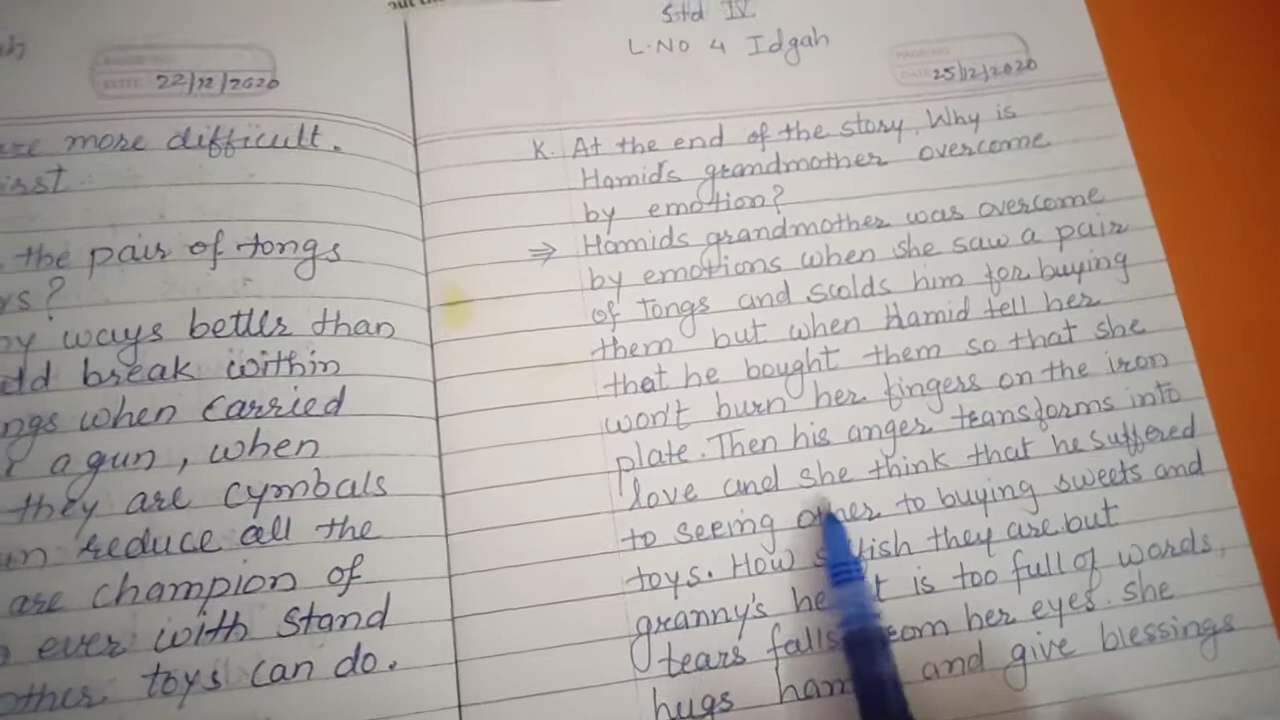 22/12/2020
more difficult.
the pair of tongs
ways better than
break within
when carried
a gun, when
they are cymbals
reduce all the
are champion of
ever with stand
toys can do.
Std IV
L.No 4 Idgah
DATE 25/12/2020
K. At the end of the story. Why is
Hamid's grandmother overcome
by emotion?
⇒ Hamids grandmother was overcome
by emotions when she saw a pair
of Tongs and scolds him for buying
them but when Hamid tell her
that he bought them so that she
won't burn her fingers on the iron
plate. Then his anger transforms into
love and she think that he suffered
to seeing other to buying sweets and
toys. How they are but
granny's is too full of words,
tears falls her eyes. she
hugs and give blessings